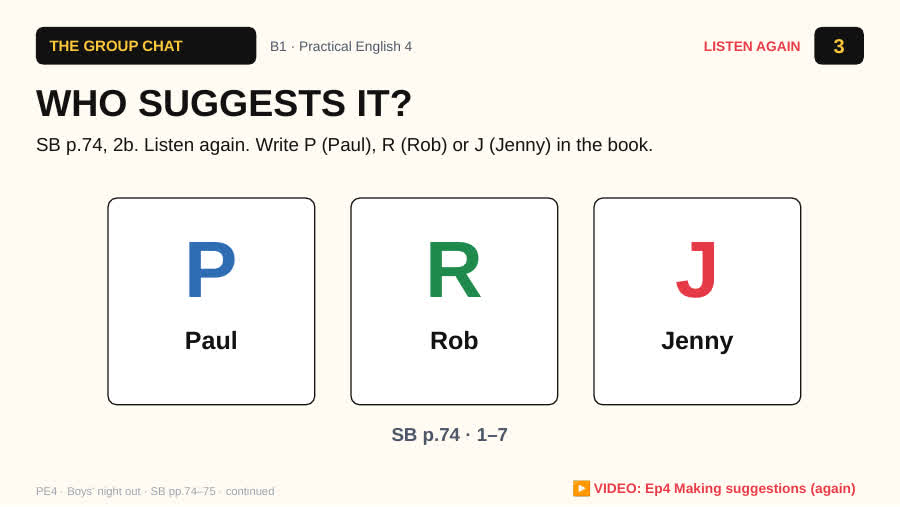 THE GROUP CHAT
B1 · Practical English 4
LISTEN AGAIN
3
WHO SUGGESTS IT?
SB p.74, 2b. Listen again. Write P (Paul), R (Rob) or J (Jenny) in the book.
P
R
J
Paul
Rob
Jenny
SB p.74 · 1–7
PE4 · Boys' night out · SB pp.74–75 · continued
▶️ VIDEO: Ep4 Making suggestions (again)